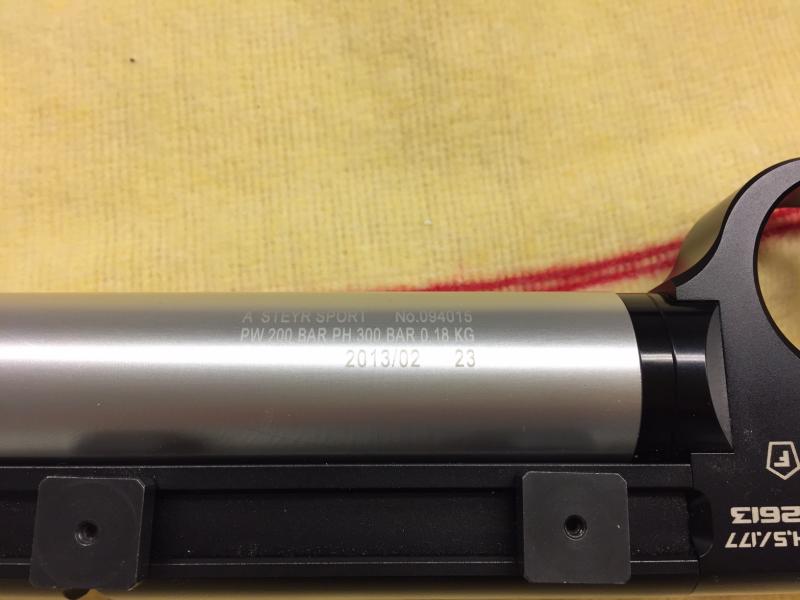 A STEYR SPORT No.094015
PW 200 BAR PH 300 BAR 0.18 KG
2013/02 23
F
4,5/.177